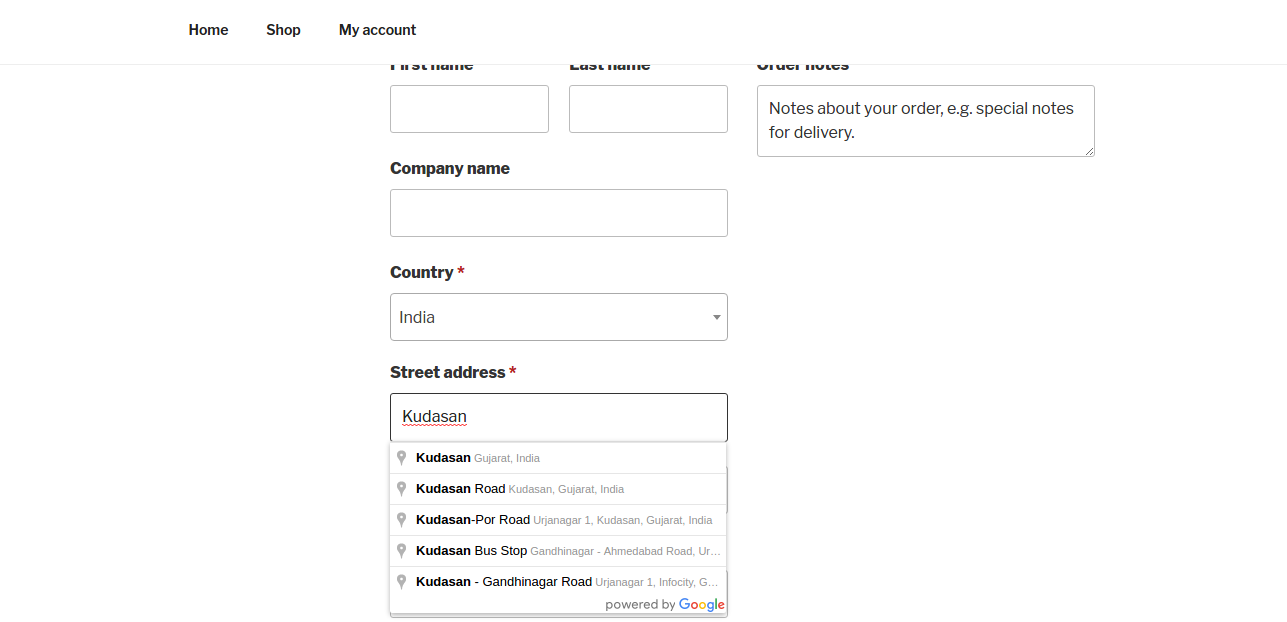 Home Shop My account
First name Last name Order notes
Notes about your order, e.g. special notes
for delivery.
Company name
Country *
India
Street address *
Kudasan
Kudasan Gujarat, India
Kudasan Road Kudasan, Gujarat, India
Kudasan-Por Road Urjanagar 1, Kudasan, Gujarat, India
Kudasan Bus Stop Gandhinagar - Ahmedabad Road, Ur...
Kudasan - Gandhinagar Road Urjanagar 1, Infocity, G...
powered by Google